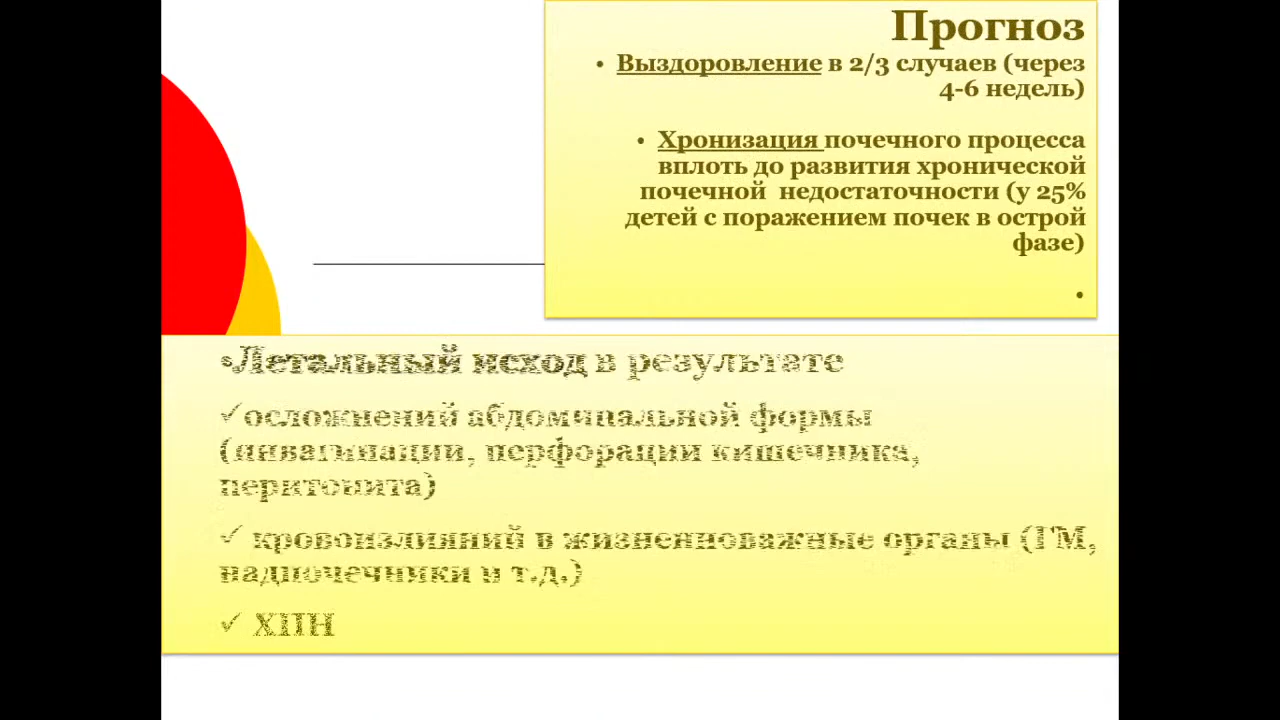 Прогноз
• Выздоровление в 2/3 случаев (через
4-6 недель)
• Хронизация почечного процесса
вплоть до развития хронической
почечной недостаточности (у 25%
детей с поражением почек в острой
фазе)
•
•Летальный исход в результате
✓осложнений абдоминальной формы
(инвагинации, перфорации кишечника,
перитонита)
✓ кровоизлияний в жизненноважные органы (ГМ,
надпочечники и т.д.)
✓ ХПН